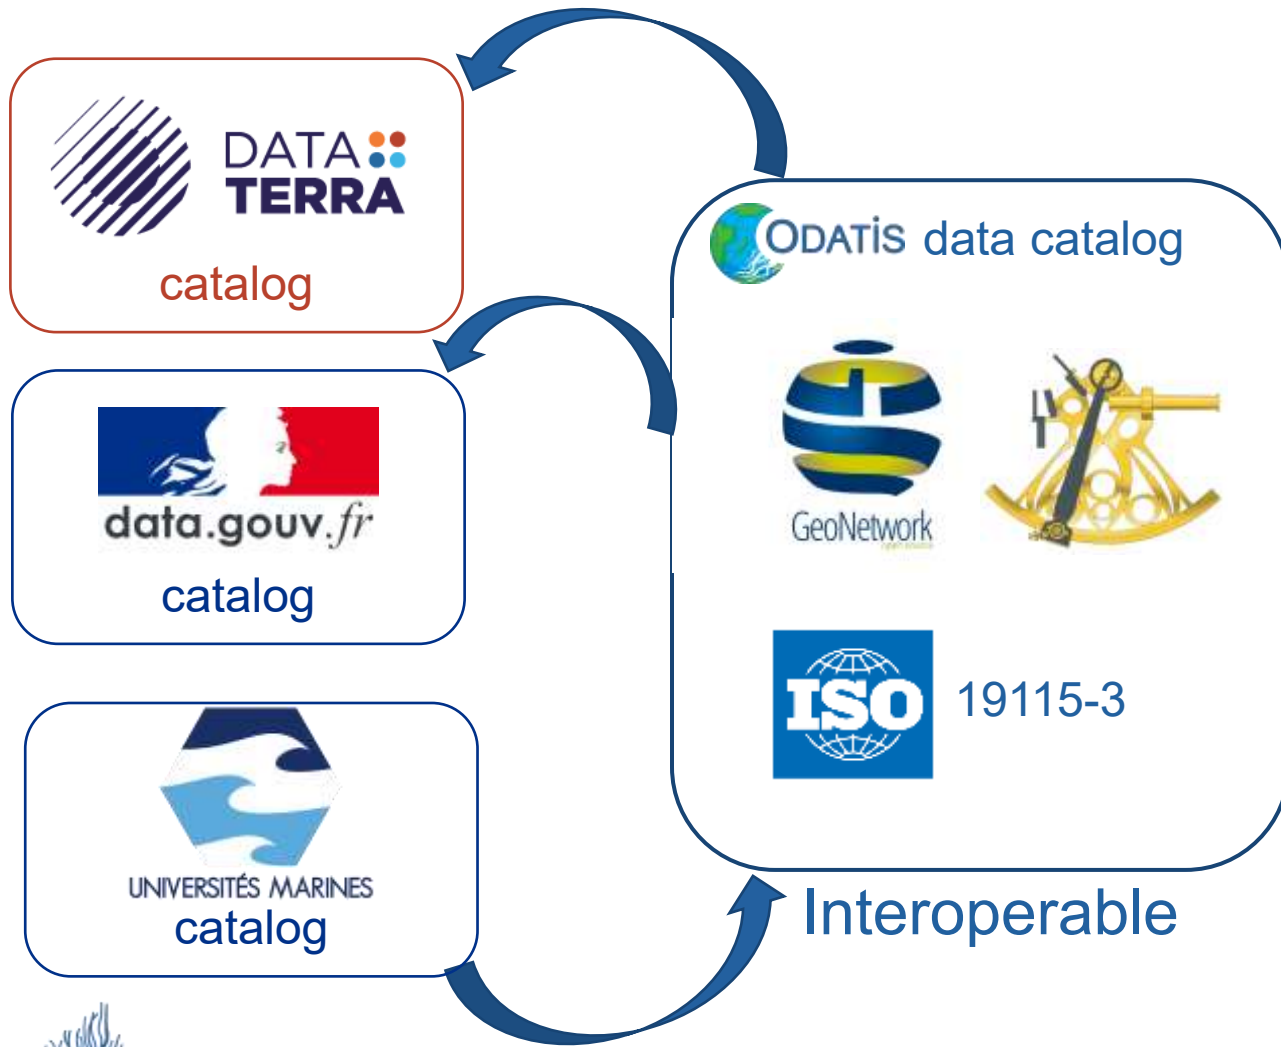 DATA
TERRA
catalog
data.gouv.fr
catalog
UNIVERSITÉS MARINES
catalog
ODATiS data catalog
GeoNetwork
ISO 19115-3
Interoperable